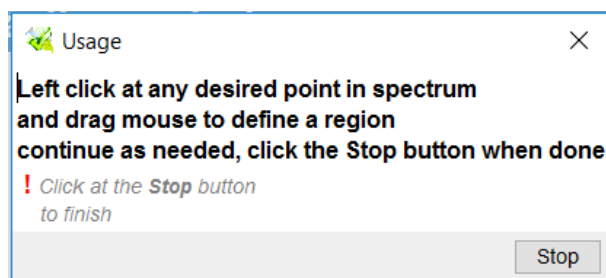 Usage
Left click at any desired point in spectrum
and drag mouse to define a region
continue as needed, click the Stop button when done
! Click at the Stop button
to finish
Stop